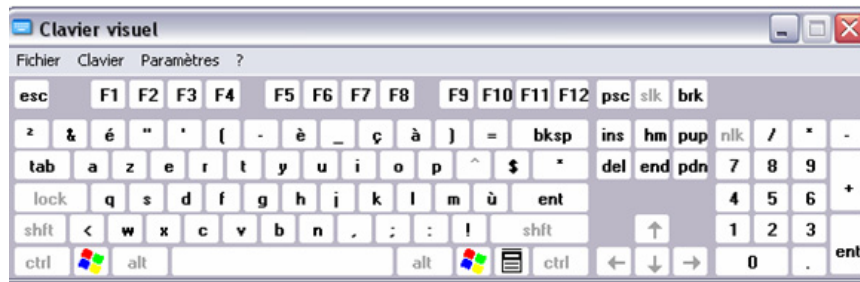 Clavier visuel
Fichier Clavier Paramètres ?
esc F1 F2 F3 F4 F5 F6 F7 F8 F9 F10 F11 F12 psc slk brk
² & é " ' ( - è _ ç à ) = bksp ins hm pup nlk / * -
tab a z e r t y u i o p ^ $ * del end pdn 7 8 9 +
lock q s d f g h j k l m ù ent 4 5 6
shft < w x c v b n , ; : ! shft ↑ 1 2 3 ent
ctrl alt alt ctrl ← ↓ → 0 .